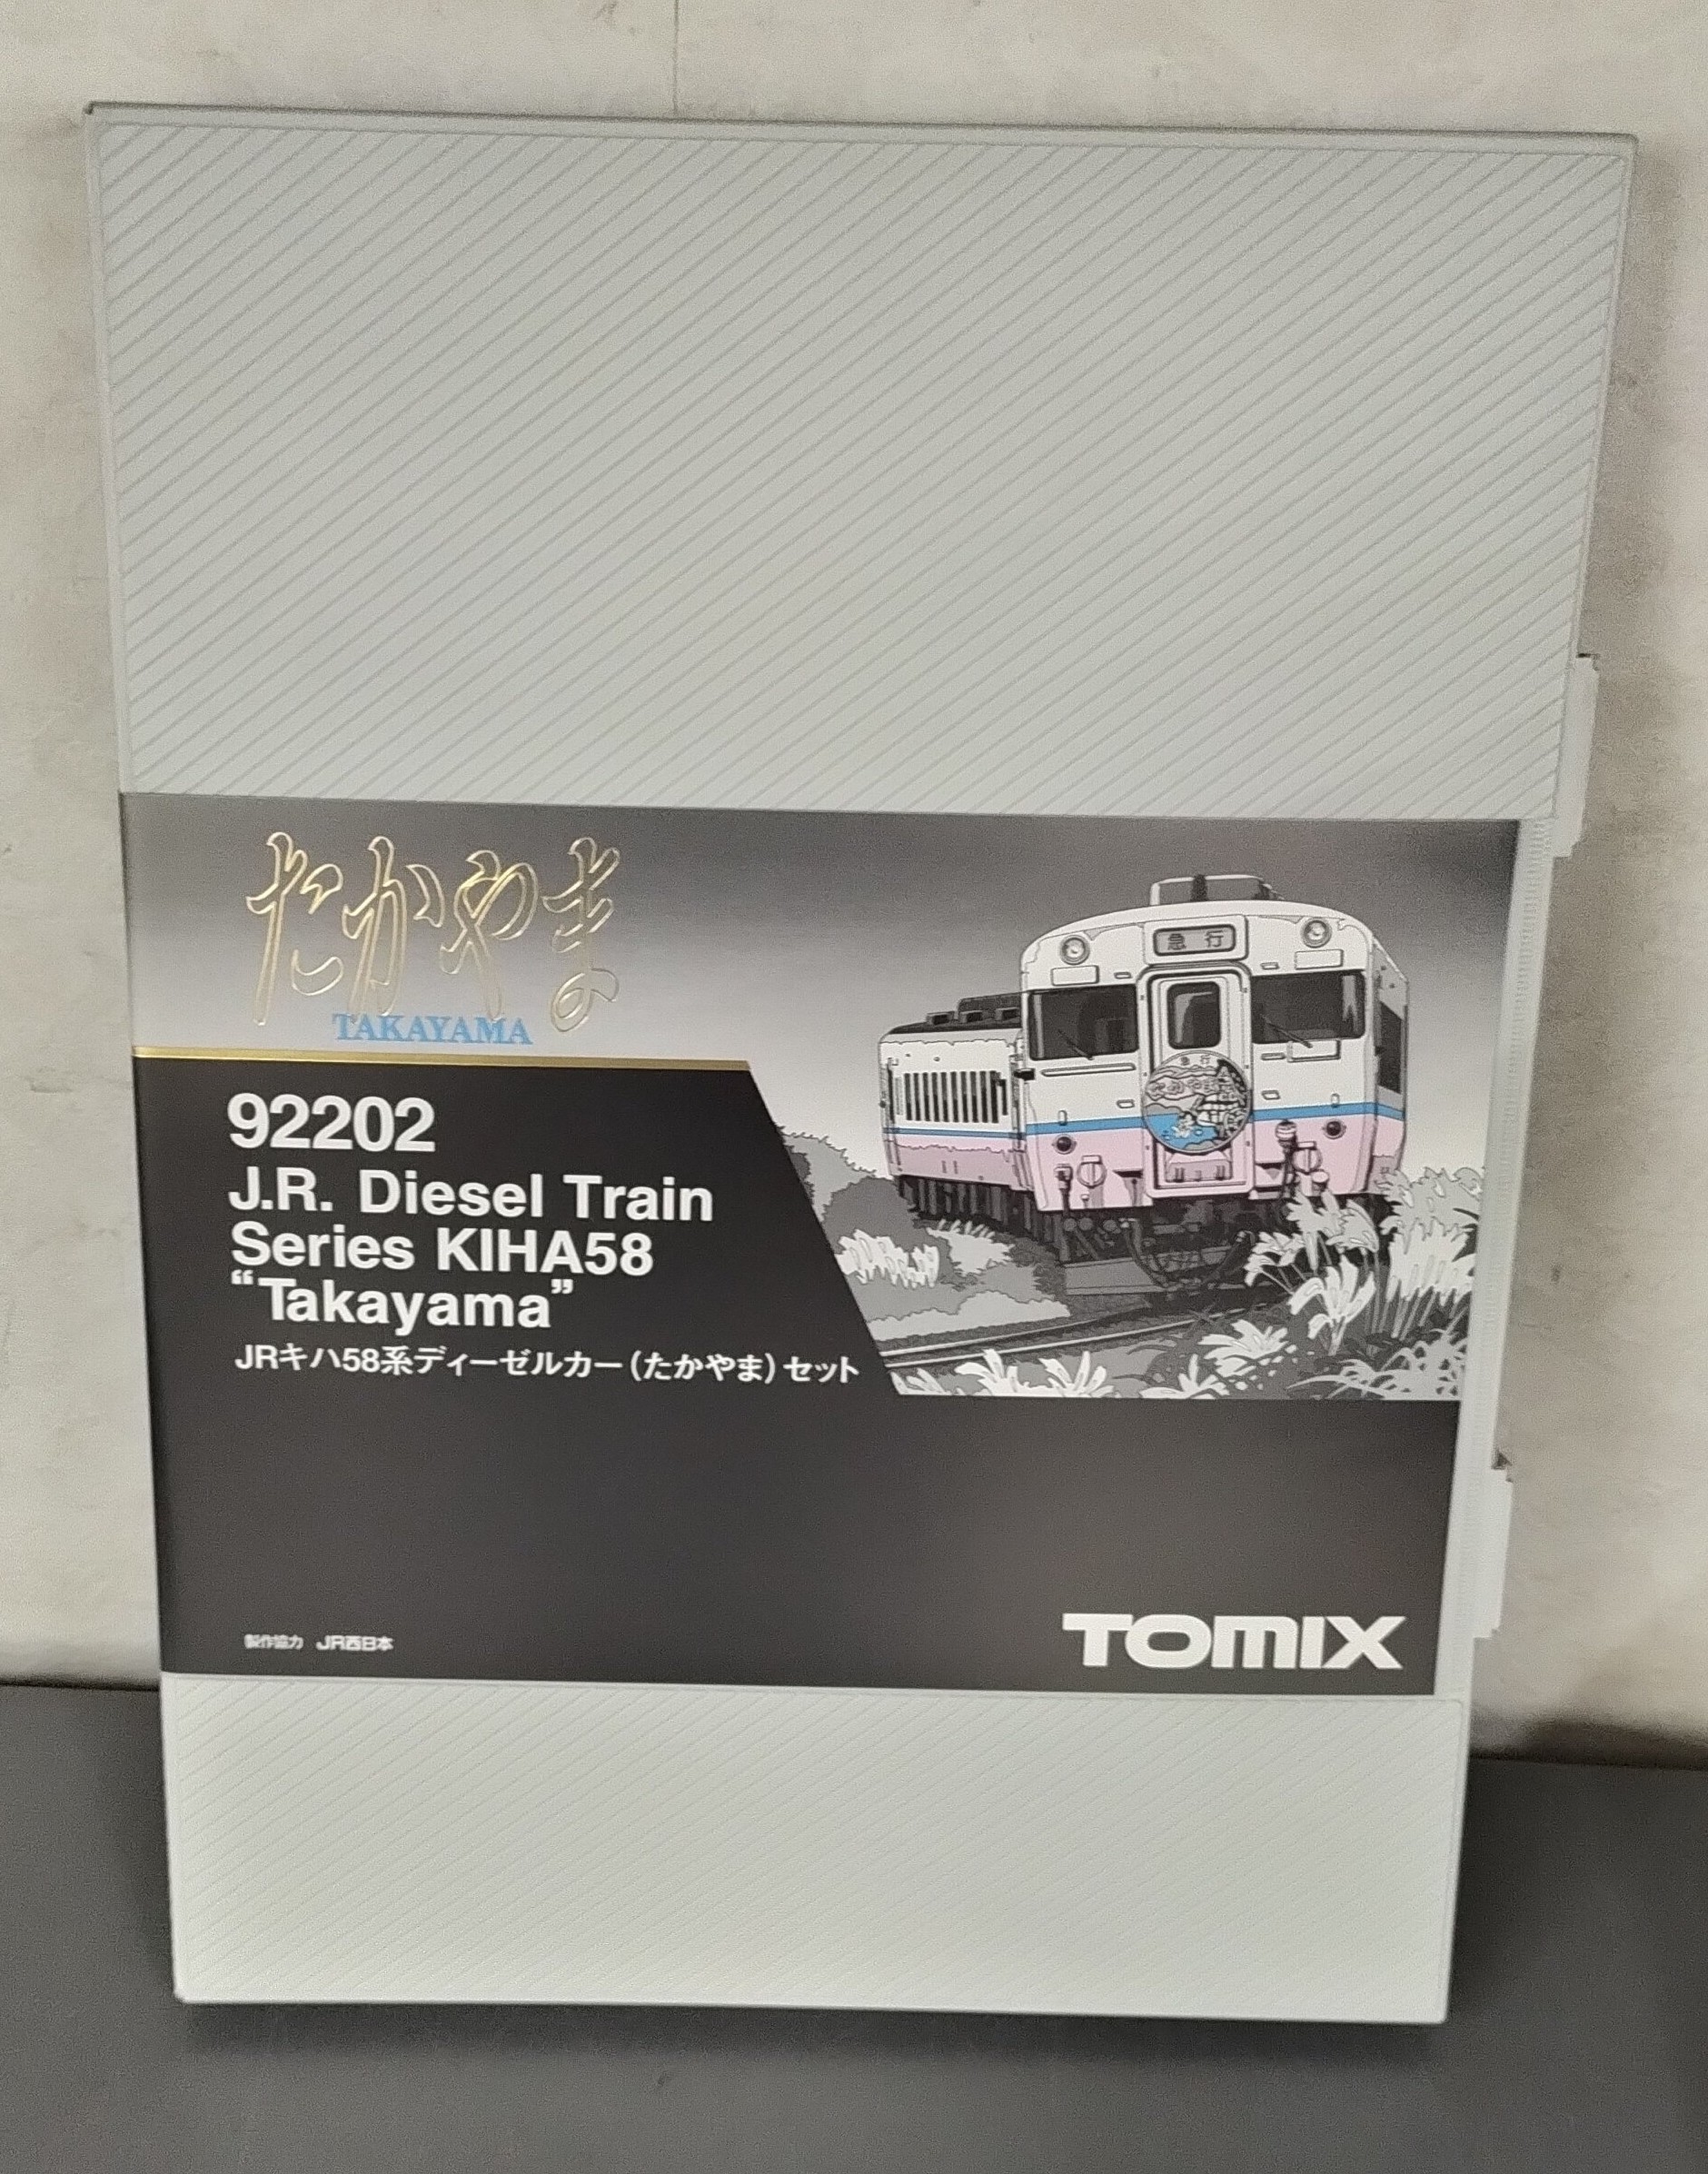 たかやま
TAKAYAMA
急行
急行
92202
J.R. Diesel Train
Series KIHA58
“Takayama”
JRキハ58系ディーゼルカー(たかやま)セット
製作協力 JR西日本
TOMIX